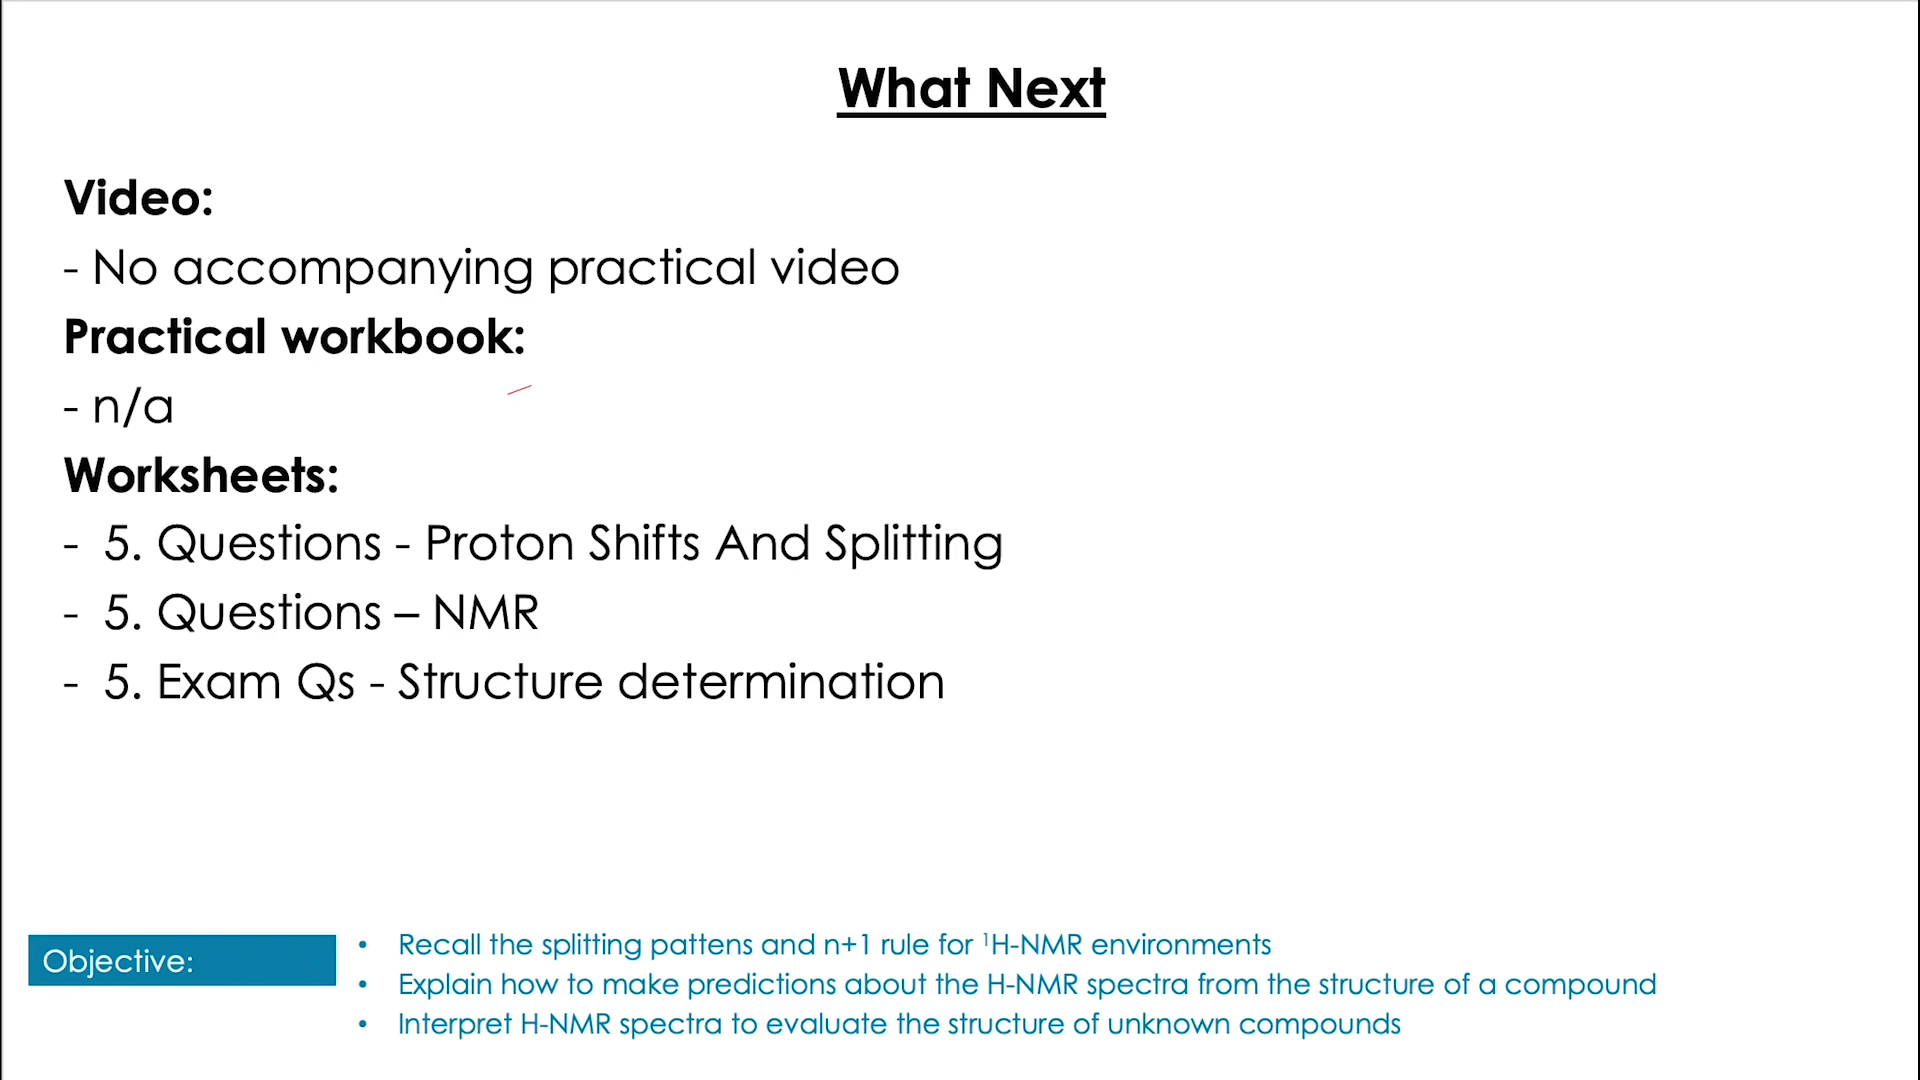 What Next
Video:
- No accompanying practical video
Practical workbook:
- n/a
Worksheets:
- 5. Questions - Proton Shifts And Splitting
- 5. Questions – NMR
- 5. Exam Qs - Structure determination
Objective:
• Recall the splitting pattens and n+1 rule for ¹H-NMR environments
• Explain how to make predictions about the H-NMR spectra from the structure of a compound
• Interpret H-NMR spectra to evaluate the structure of unknown compounds